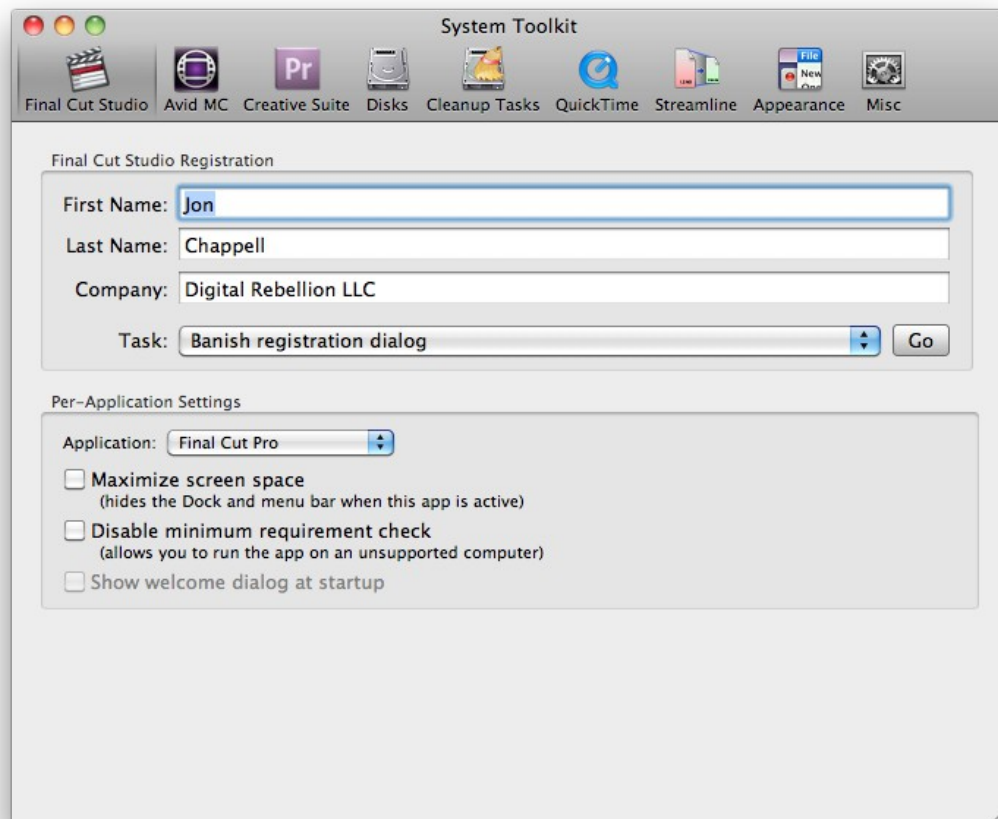 System Toolkit
Pr
File
New
Final Cut Studio Avid MC Creative Suite Disks Cleanup Tasks QuickTime Streamline Appearance Misc
Final Cut Studio Registration
First Name: Jon
Last Name: Chappell
Company: Digital Rebellion LLC
Task: Banish registration dialog Go
Per-Application Settings
Application: Final Cut Pro
Maximize screen space
(hides the Dock and menu bar when this app is active)
Disable minimum requirement check
(allows you to run the app on an unsupported computer)
Show welcome dialog at startup